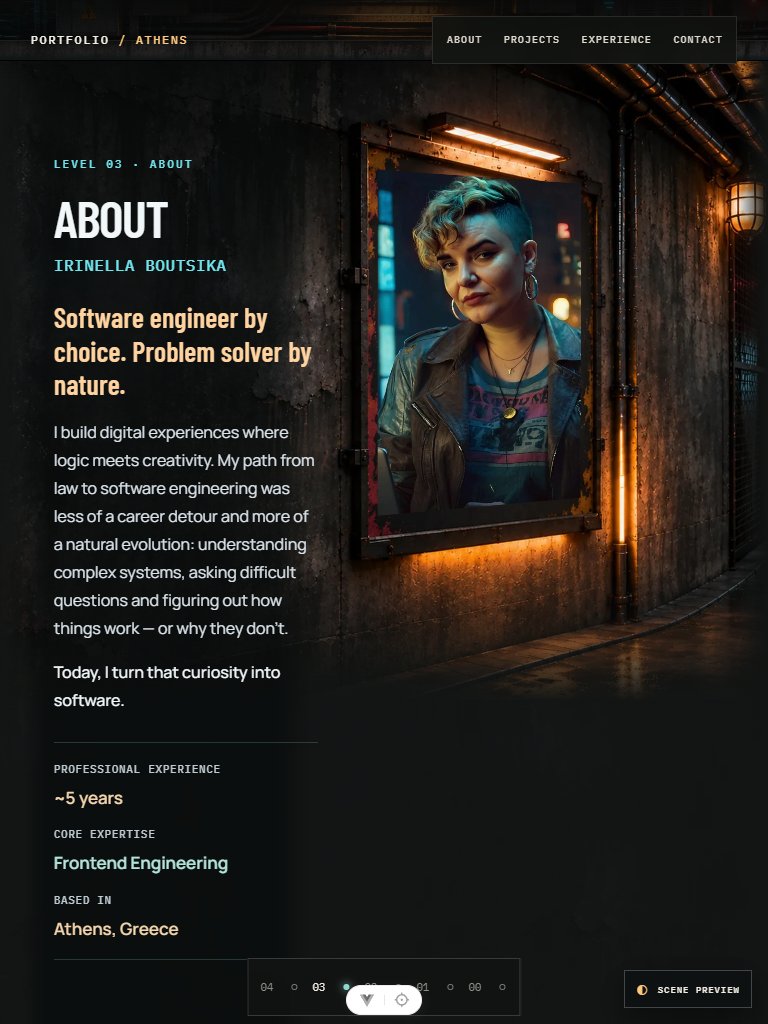 PORTFOLIO / ATHENS
ABOUT PROJECTS EXPERIENCE CONTACT
LEVEL 03 · ABOUT
ABOUT
IRINELLA BOUTSIKA
Software engineer by
choice. Problem solver by
nature.
I build digital experiences where
logic meets creativity. My path from
law to software engineering was
less of a career detour and more of
a natural evolution: understanding
complex systems, asking difficult
questions and figuring out how
things work — or why they don't.
Today, I turn that curiosity into
software.
PROFESSIONAL EXPERIENCE
~5 years
CORE EXPERTISE
Frontend Engineering
BASED IN
Athens, Greece
04 03 01 00
SCENE PREVIEW